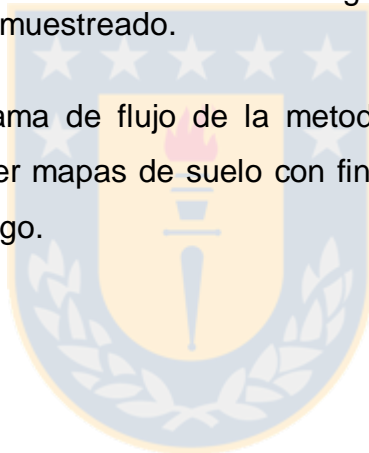 muestreado.
ama de flujo de la metod
er mapas de suelo con fin
go.